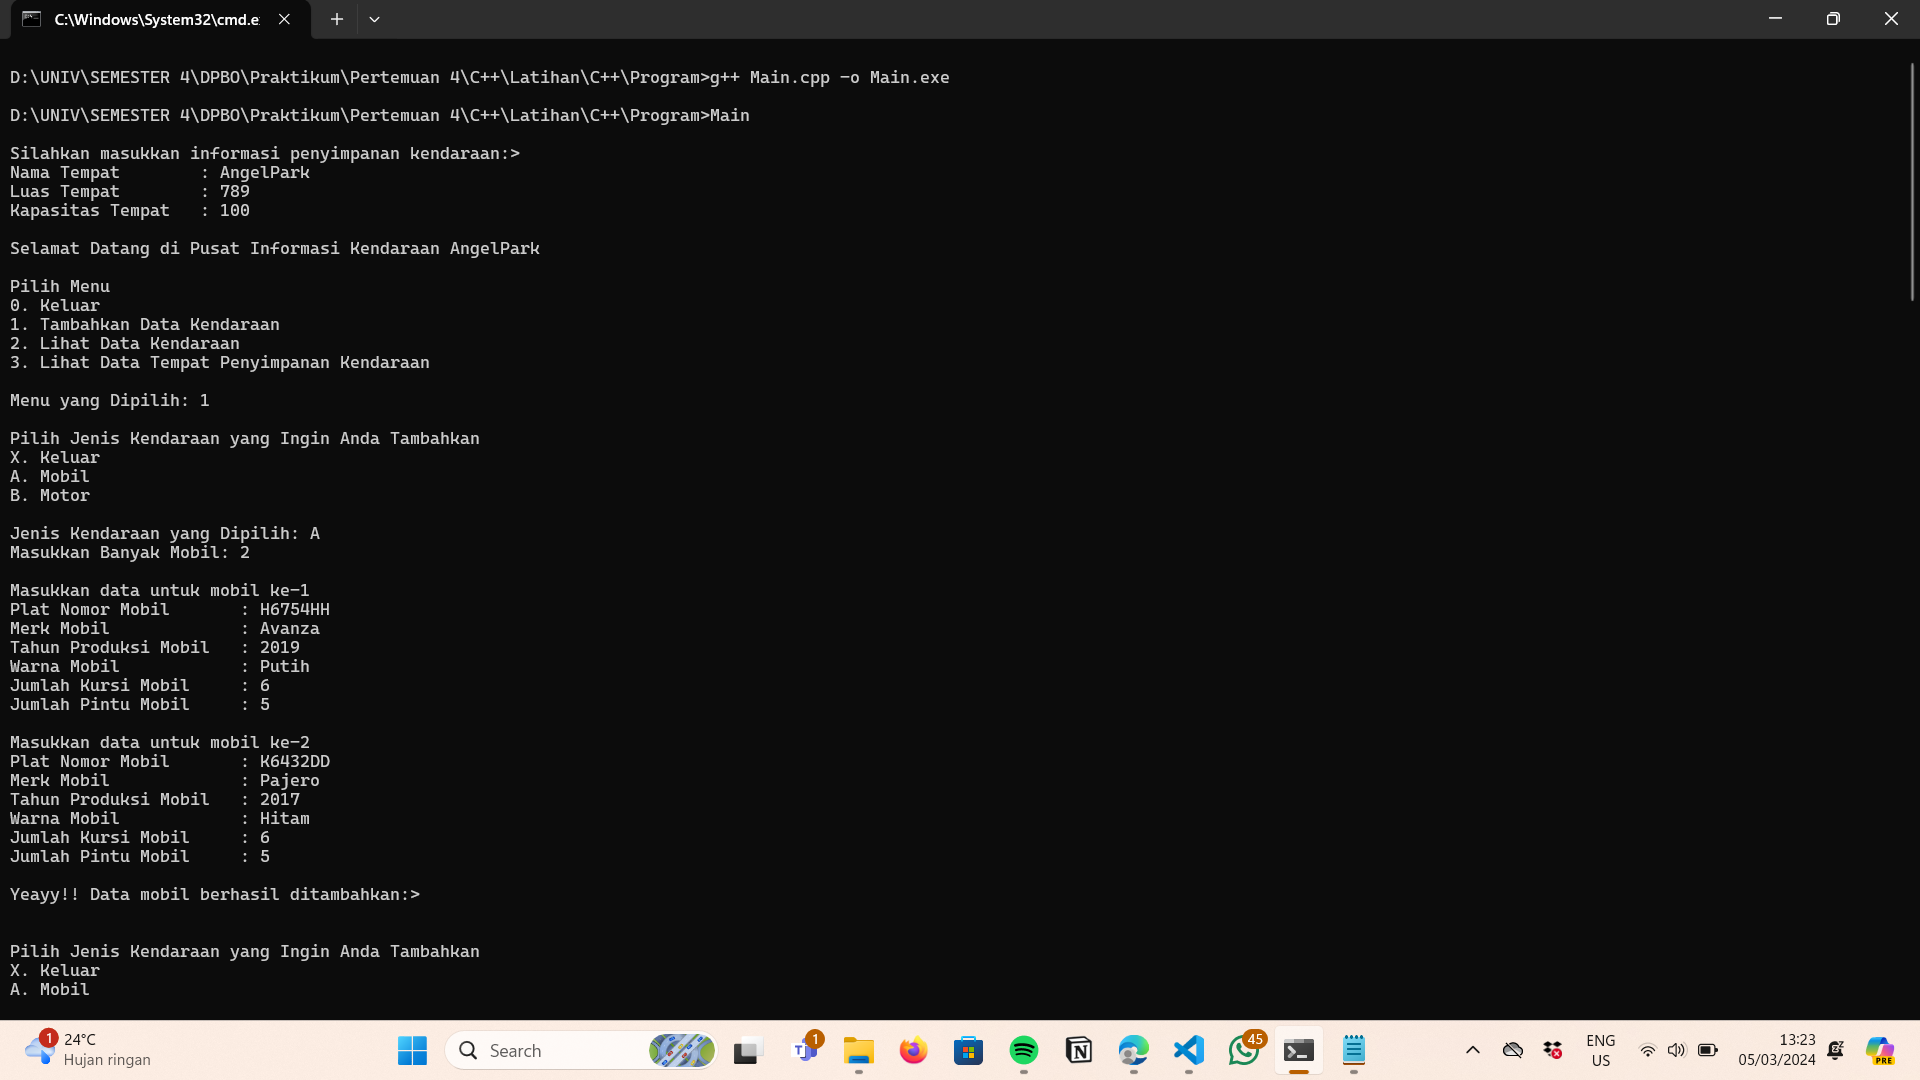 C:\Windows\System32\cmd.e
D:\UNIV\SEMESTER 4\DPBO\Praktikum\Pertemuan 4\C++\Latihan\C++\Program>g++ Main.cpp -o Main.exe
D:\UNIV\SEMESTER 4\DPBO\Praktikum\Pertemuan 4\C++\Latihan\C++\Program>Main
Silahkan masukkan informasi penyimpanan kendaraan:>
Nama Tempat : AngelPark
Luas Tempat : 789
Kapasitas Tempat : 100
Selamat Datang di Pusat Informasi Kendaraan AngelPark
Pilih Menu
0. Keluar
1. Tambahkan Data Kendaraan
2. Lihat Data Kendaraan
3. Lihat Data Tempat Penyimpanan Kendaraan
Menu yang Dipilih: 1
Pilih Jenis Kendaraan yang Ingin Anda Tambahkan
X. Keluar
A. Mobil
B. Motor
Jenis Kendaraan yang Dipilih: A
Masukkan Banyak Mobil: 2
Masukkan data untuk mobil ke-1
Plat Nomor Mobil : H6754HH
Merk Mobil : Avanza
Tahun Produksi Mobil : 2019
Warna Mobil : Putih
Jumlah Kursi Mobil : 6
Jumlah Pintu Mobil : 5
Masukkan data untuk mobil ke-2
Plat Nomor Mobil : K6432DD
Merk Mobil : Pajero
Tahun Produksi Mobil : 2017
Warna Mobil : Hitam
Jumlah Kursi Mobil : 6
Jumlah Pintu Mobil : 5
Yeayy!! Data mobil berhasil ditambahkan:>
Pilih Jenis Kendaraan yang Ingin Anda Tambahkan
X. Keluar
A. Mobil
1
24°C
Hujan ringan
Search
1
45
ENG
US
13:23
05/03/2024
PRE